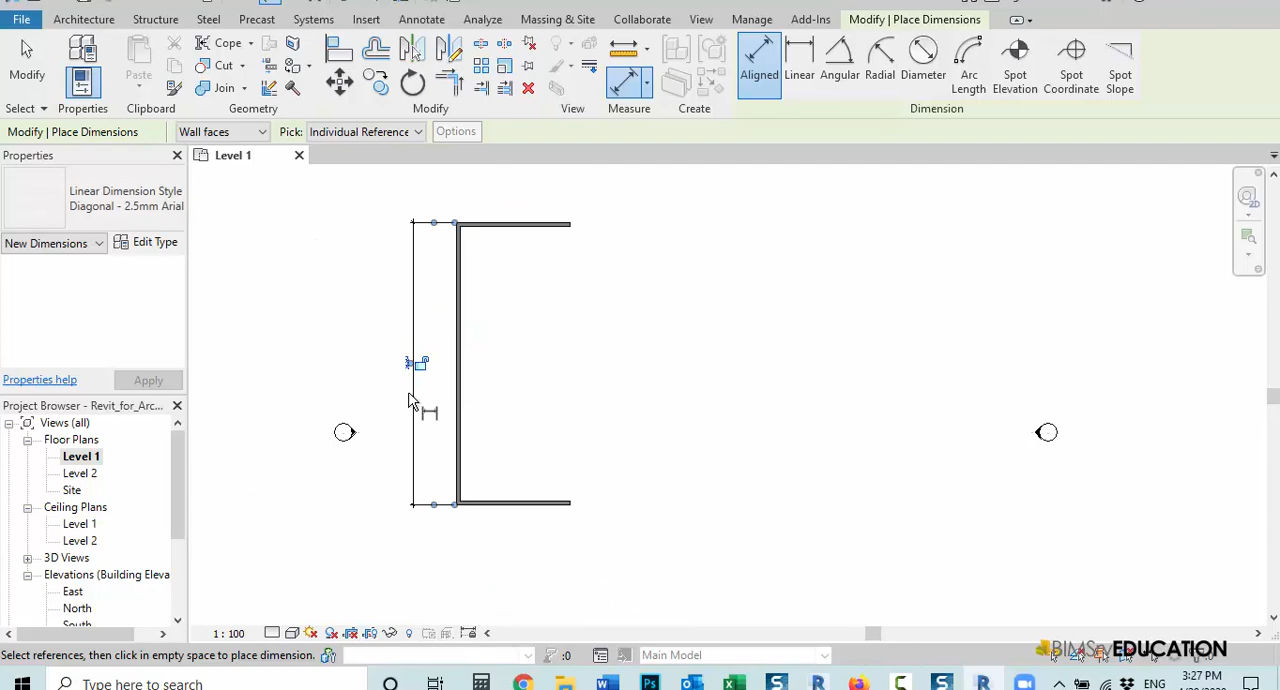 File Architecture Structure Steel Precast Systems Insert Annotate Analyze Massing & Site Collaborate View Manage Add-Ins Modify | Place Dimensions
Modify Paste Cope Cut Join Aligned Linear Angular Radial Diameter Arc Length Spot Elevation Spot Coordinate Spot Slope
Select Properties Clipboard Geometry Modify View Measure Create Dimension
Modify | Place Dimensions Wall faces Pick: Individual Reference Options
Properties
Level 1
Linear Dimension Style
Diagonal - 2.5mm Arial
New Dimensions Edit Type
Properties help Apply
Project Browser - Revit_for_Arc...
Views (all)
Floor Plans
Level 1
Level 2
Site
Ceiling Plans
Level 1
Level 2
3D Views
Elevations (Building Eleva
East
North
South
1 : 100
BIMSry EDUCATION
Select references, then click in empty space to place dimension. :0 Main Model
Type here to search
ENG 3:27 PM